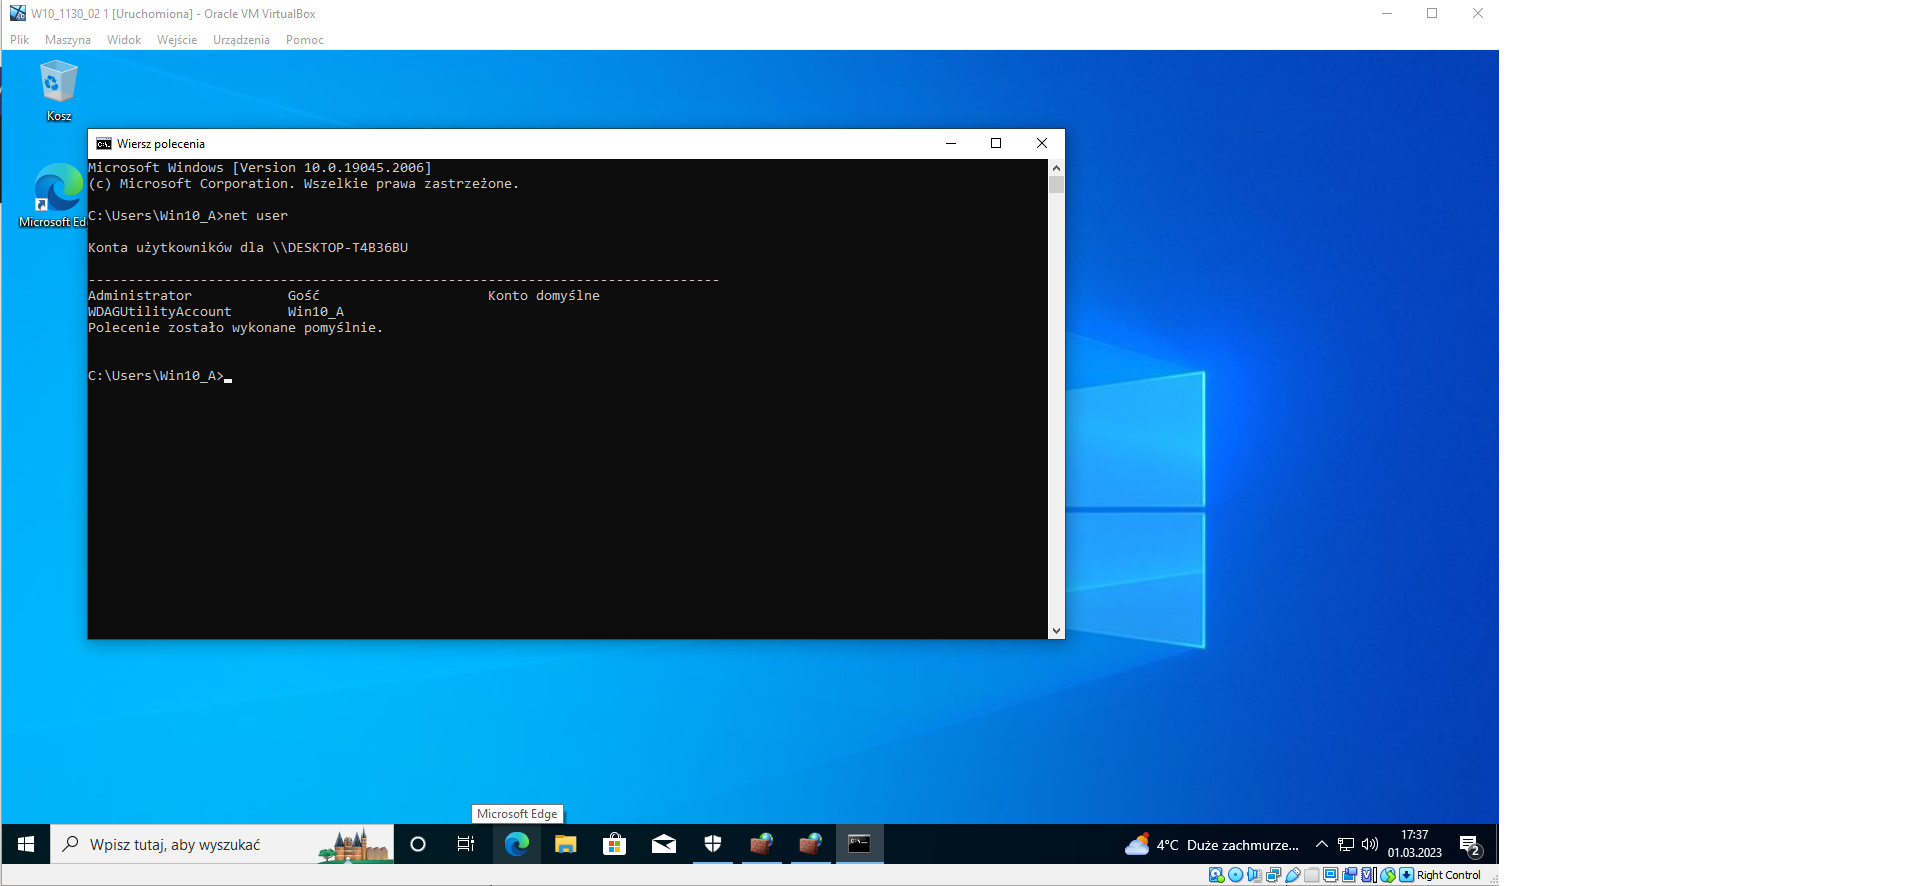 W10_1130_02 1 [Uruchomiona] - Oracle VM VirtualBox
Plik Maszyna Widok Wejście Urządzenia Pomoc
Kosz
Microsoft Ed
Wiersz polecenia
Microsoft Windows [Version 10.0.19045.2006]
(c) Microsoft Corporation. Wszelkie prawa zastrzeżone.
C:\Users\Win10_A>net user
Konta użytkowników dla \\DESKTOP-T4B36BU
-------------------------------------------------------------------------------
Administrator Gość Konto domyślne
WDAGUtilityAccount Win10_A
Polecenie zostało wykonane pomyślnie.
C:\Users\Win10_A>
Microsoft Edge
Wpisz tutaj, aby wyszukać
4°C Duże zachmurze...
17:37
01.03.2023
2
Right Control